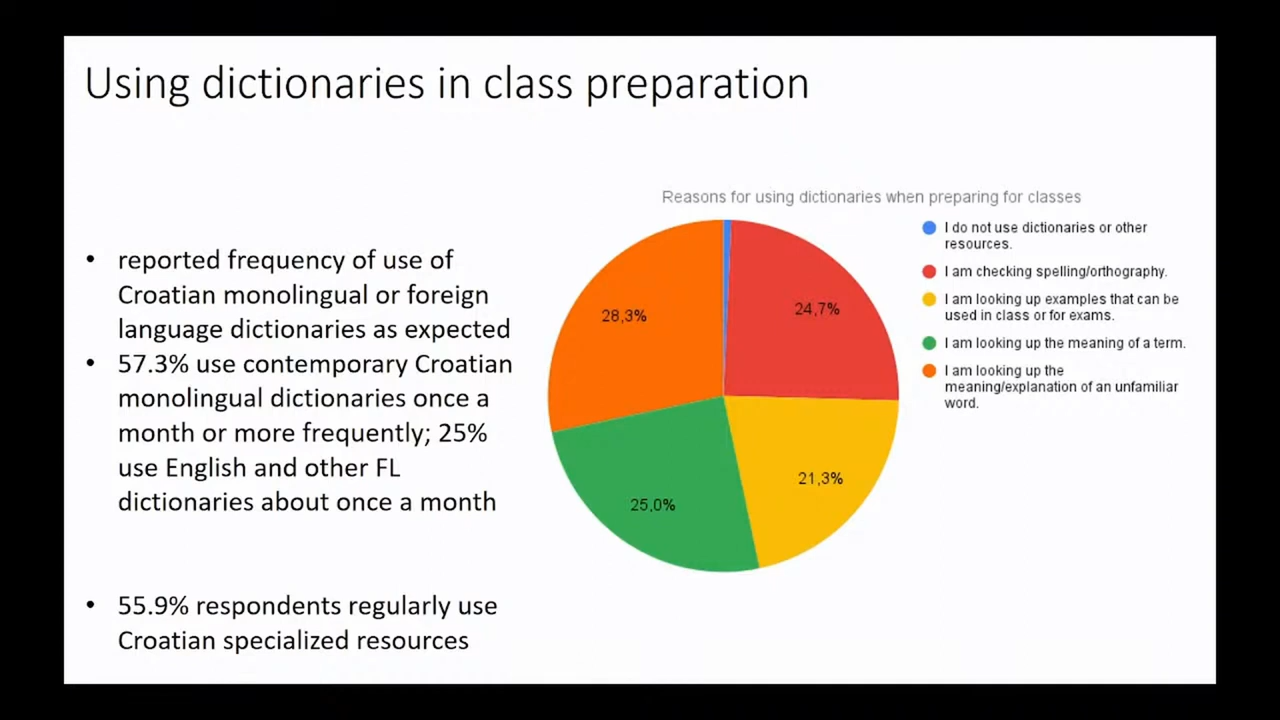 Using dictionaries in class preparation
• reported frequency of use of
Croatian monolingual or foreign
language dictionaries as expected
• 57.3% use contemporary Croatian
monolingual dictionaries once a
month or more frequently; 25%
use English and other FL
dictionaries about once a month
• 55.9% respondents regularly use
Croatian specialized resources
Reasons for using dictionaries when preparing for classes
28,3%
24,7%
21,3%
25,0%
I do not use dictionaries or other
resources.
I am checking spelling/orthography.
I am looking up examples that can be
used in class or for exams.
I am looking up the meaning of a term.
I am looking up the
meaning/explanation of an unfamiliar
word.